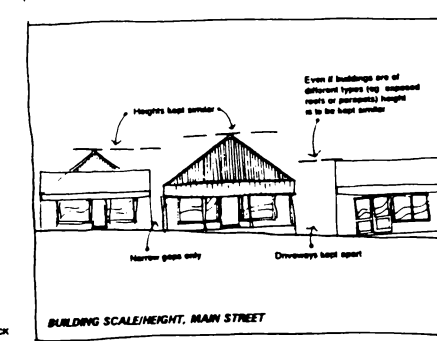 Even if buildings are of
different types (eg exposed
roofs or parapets) height
is to be kept similar
Heights kept similar
Narrow gaps only
Driveways kept apart
BUILDING SCALE/HEIGHT, MAIN STREET